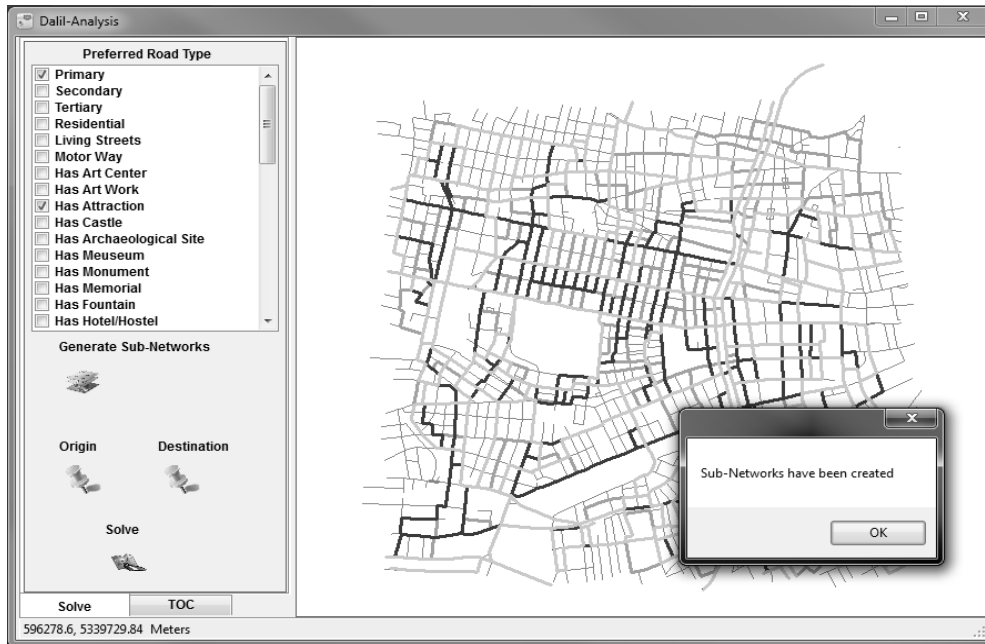 Dalil-Analysis
Preferred Road Type
Primary
Secondary
Tertiary
Residential
Living Streets
Motor Way
Has Art Center
Has Art Work
Has Attraction
Has Castle
Has Archaeological Site
Has Meuseum
Has Monument
Has Memorial
Has Fountain
Has Hotel/Hostel
Generate Sub-Networks
Origin Destination
Solve
Sub-Networks have been created
OK
Solve TOC
596278.6, 5339729.84 Meters